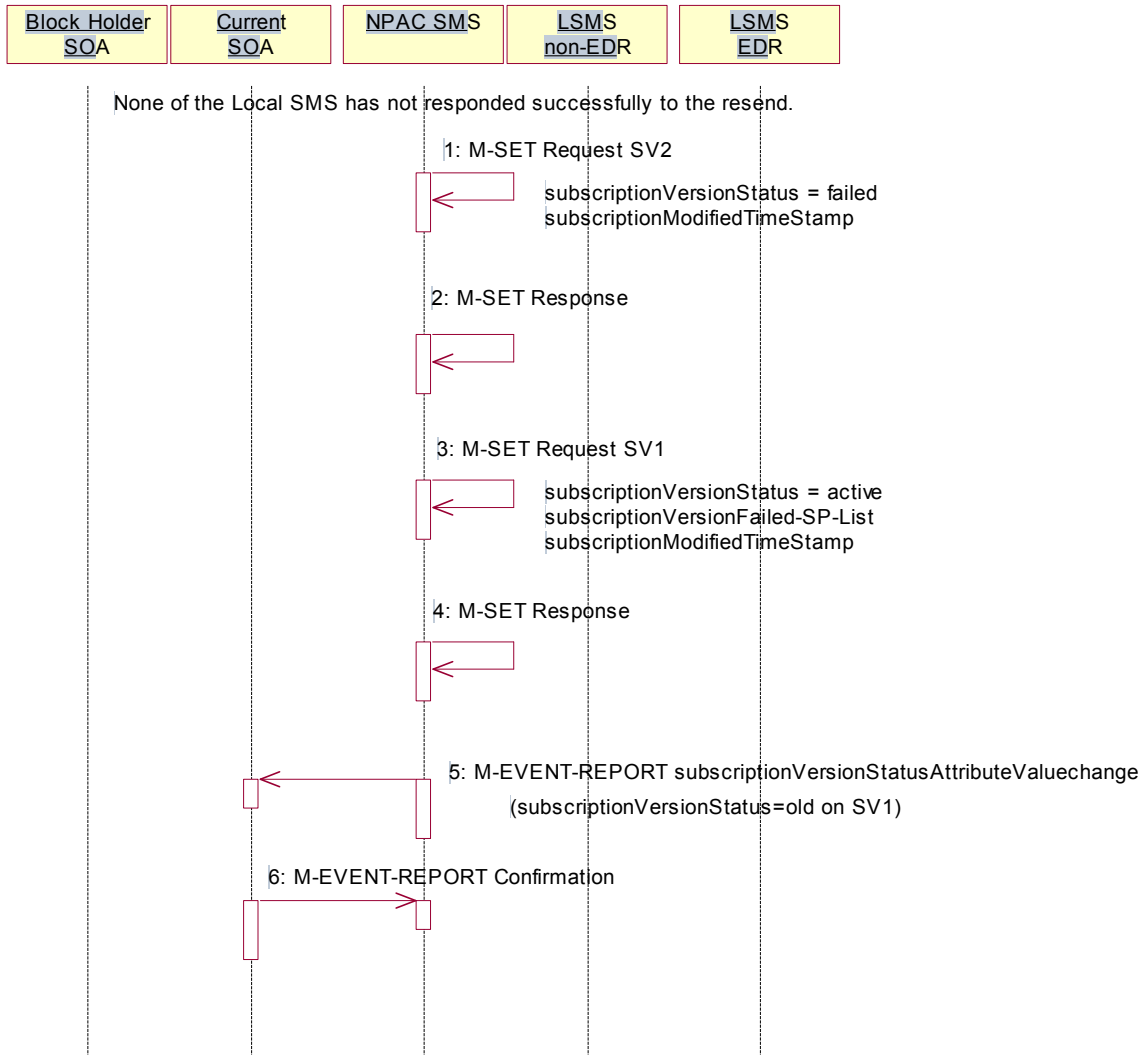 Block Holder
SOA
Current
SOA
NPAC SMS
LSMS
non-EDR
LSMS
EDR
None of the Local SMS has not responded successfully to the resend.
1: M-SET Request SV2
subscriptionVersionStatus = failed
subscriptionModifiedTimeStamp
2: M-SET Response
3: M-SET Request SV1
subscriptionVersionStatus = active
subscriptionVersionFailed-SP-List
subscriptionModifiedTimeStamp
4: M-SET Response
5: M-EVENT-REPORT subscriptionVersionStatusAttributeValuechange
(subscriptionVersionStatus=old on SV1)
6: M-EVENT-REPORT Confirmation